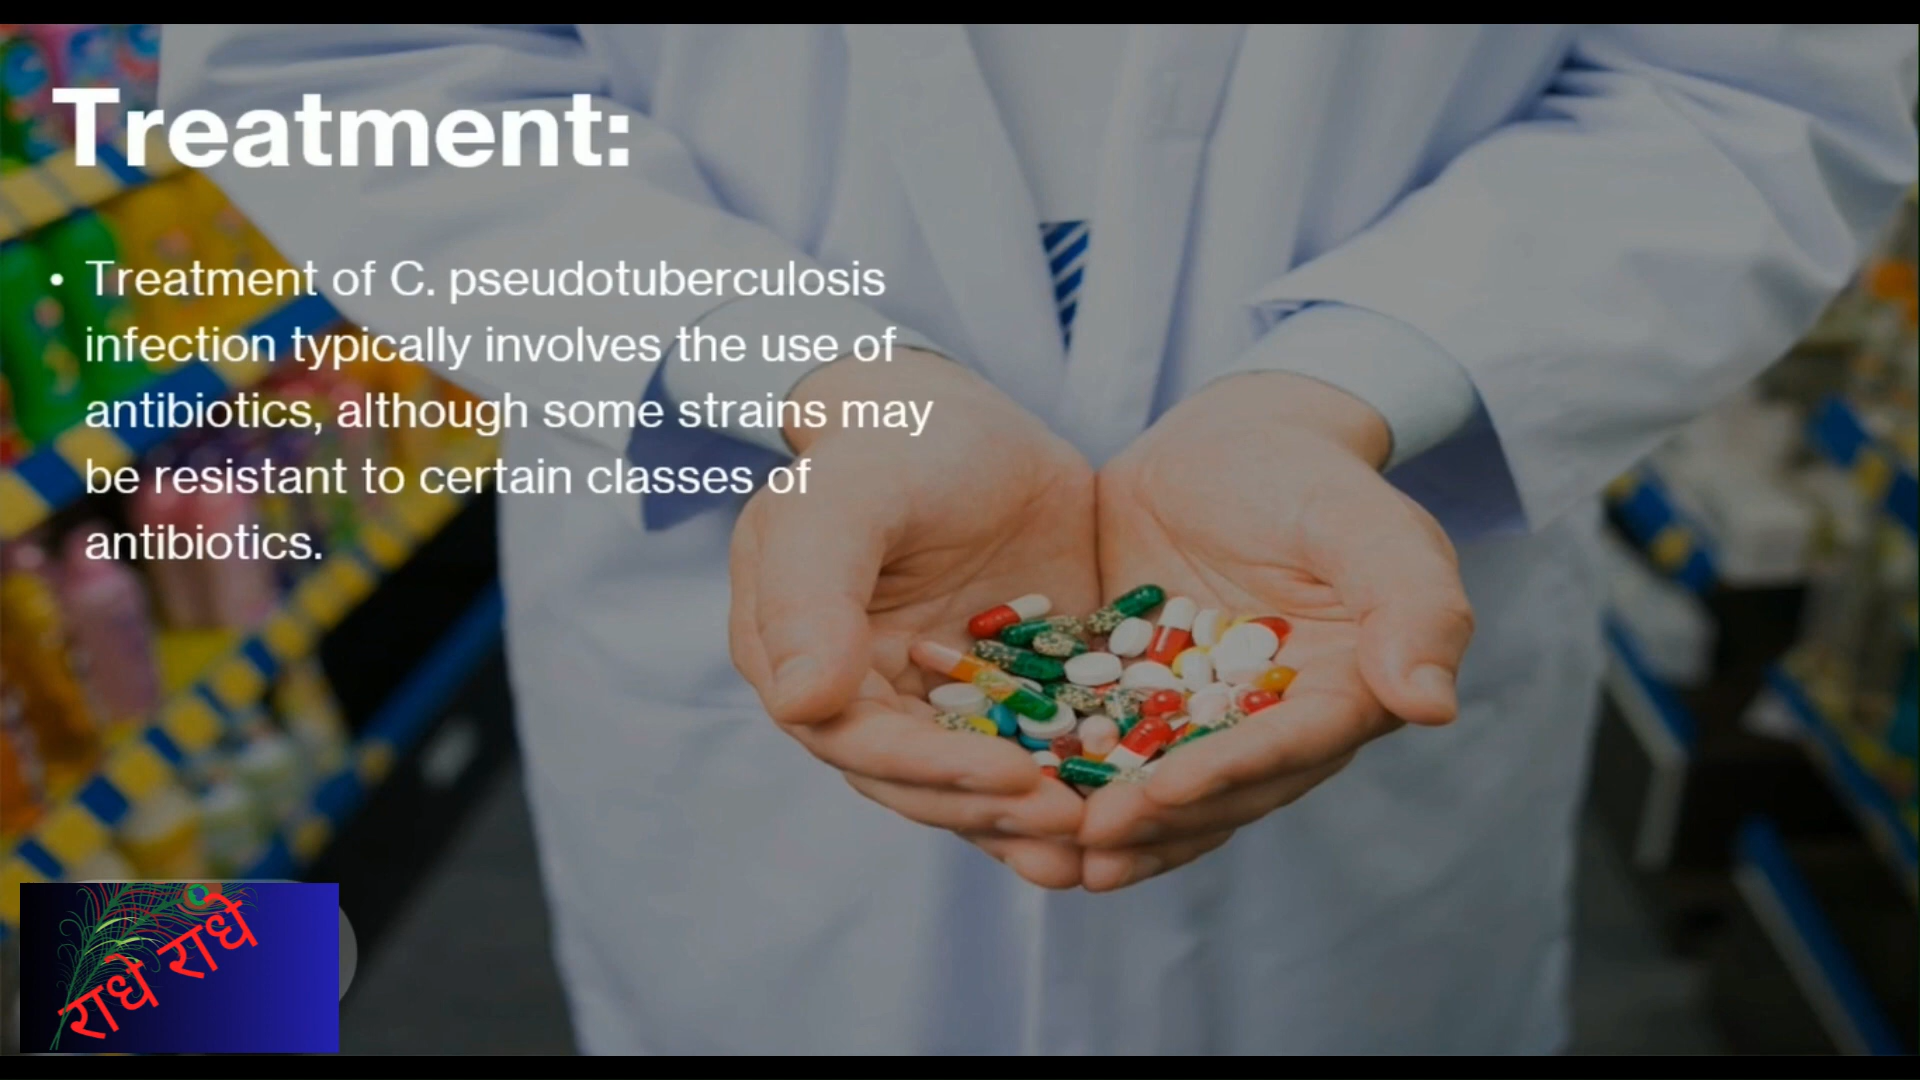 Treatment:
• Treatment of C. pseudotuberculosis
infection typically involves the use of
antibiotics, although some strains may
be resistant to certain classes of
antibiotics.
राधे राधे